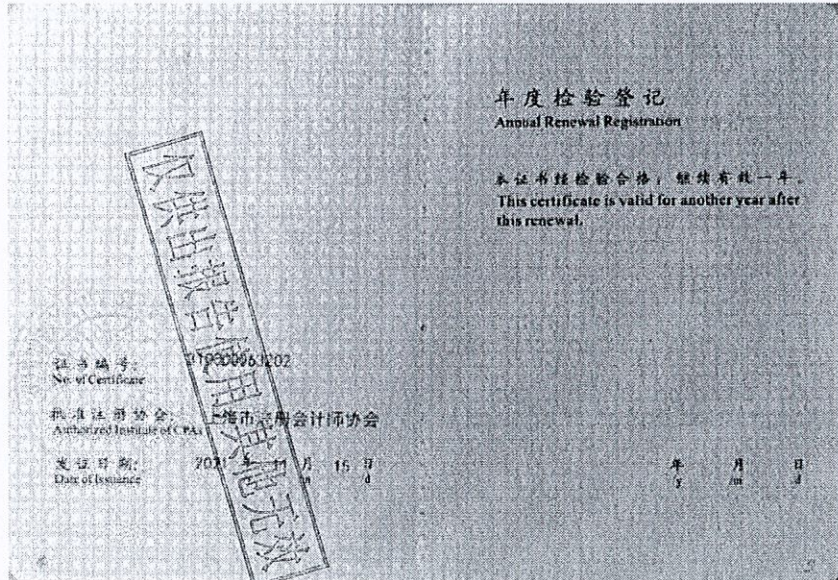 年度检验登记
Annual Renewal Registration
本证书经检验合格，继续有效一年。
This certificate is valid for another year after
this renewal.
仅供出报告使用其他无效
证书编号：
No. of Certificate
批准注册协会：上海市注册会计师协会
Authorized Institute of CPAs
发证日期：2021 年 月 15 日
Date of Issuance d
年 月 日
y /m d